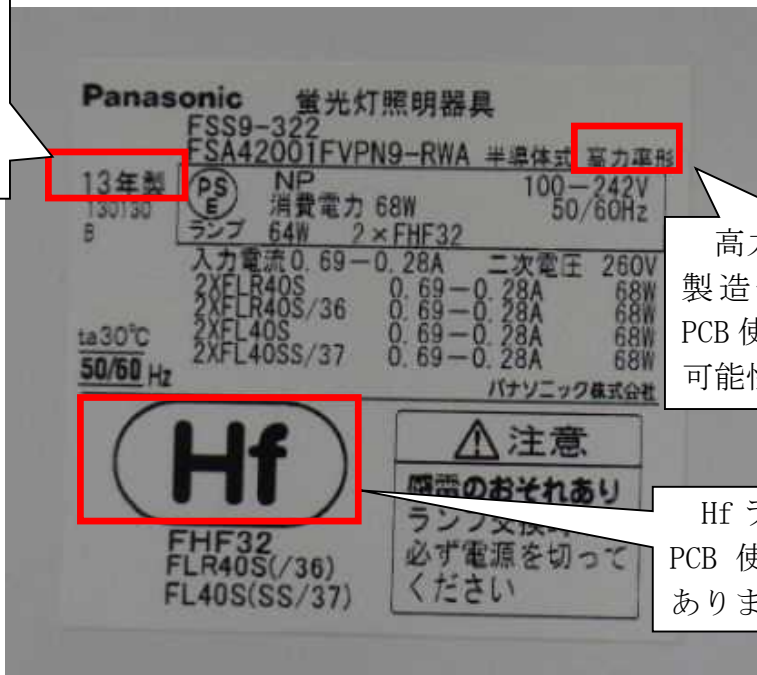 Panasonic 蛍光灯照明器具
FSS9-322
FSA42001FVPN9-RWA 半導体式 高力率形
13年製
130130
B
PS
E
NP 100-242V
消費電力 68W 50/60Hz
ランプ 64W 2×FHF32
入力電流0.69-0.28A 二次電圧 260V
2XFLR40S 0.69-0.28A 68W
2XFLR40S/36 0.69-0.28A 68W
2XFL40S 0.69-0.28A 68W
2XFL40SS/37 0.69-0.28A 68W
ta30℃
50/60 Hz
パナソニック株式会社
Hf
FHF32
FLR40S(/36)
FL40S(SS/37)
注意
感電のおそれあり
ランプ交換時
必ず電源を切って
ください
高力
製造
PCB使
可能性
Hf ラ
PCB 使
ありま